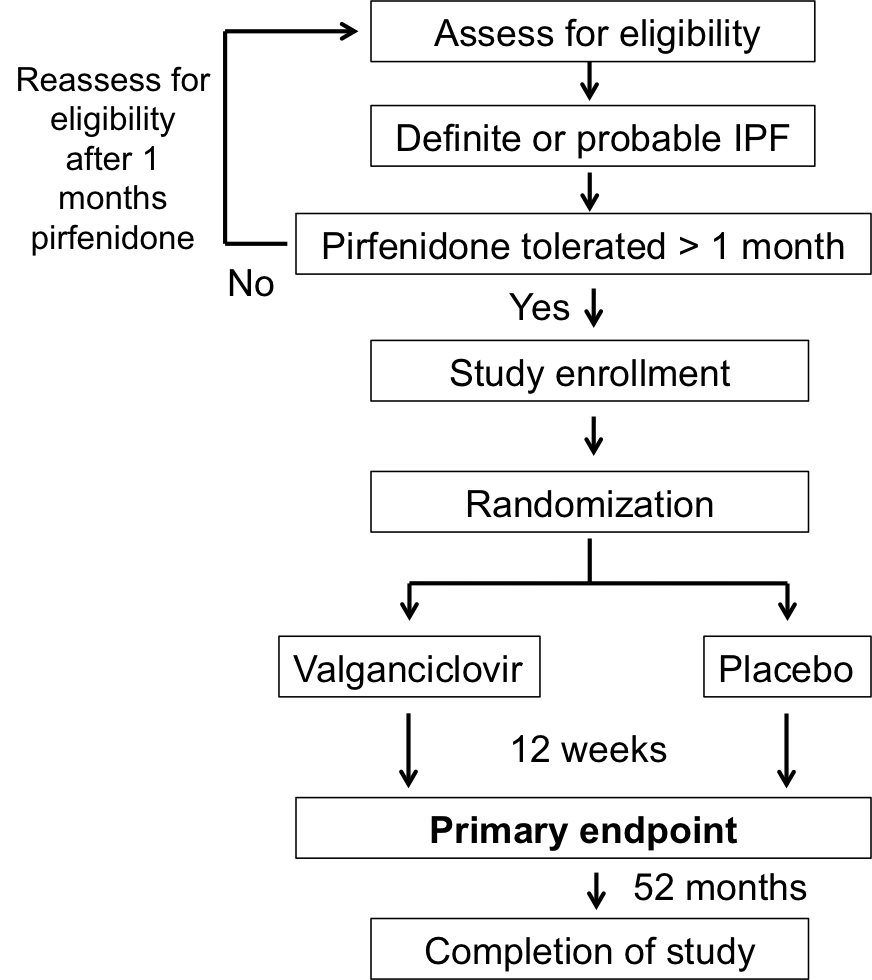 Assess for eligibility
Reassess for
eligibility
after 1
months
pirfenidone
Definite or probable IPF
Pirfenidone tolerated > 1 month
No
Yes
Study enrollment
Randomization
Valganciclovir
Placebo
12 weeks
Primary endpoint
52 months
Completion of study